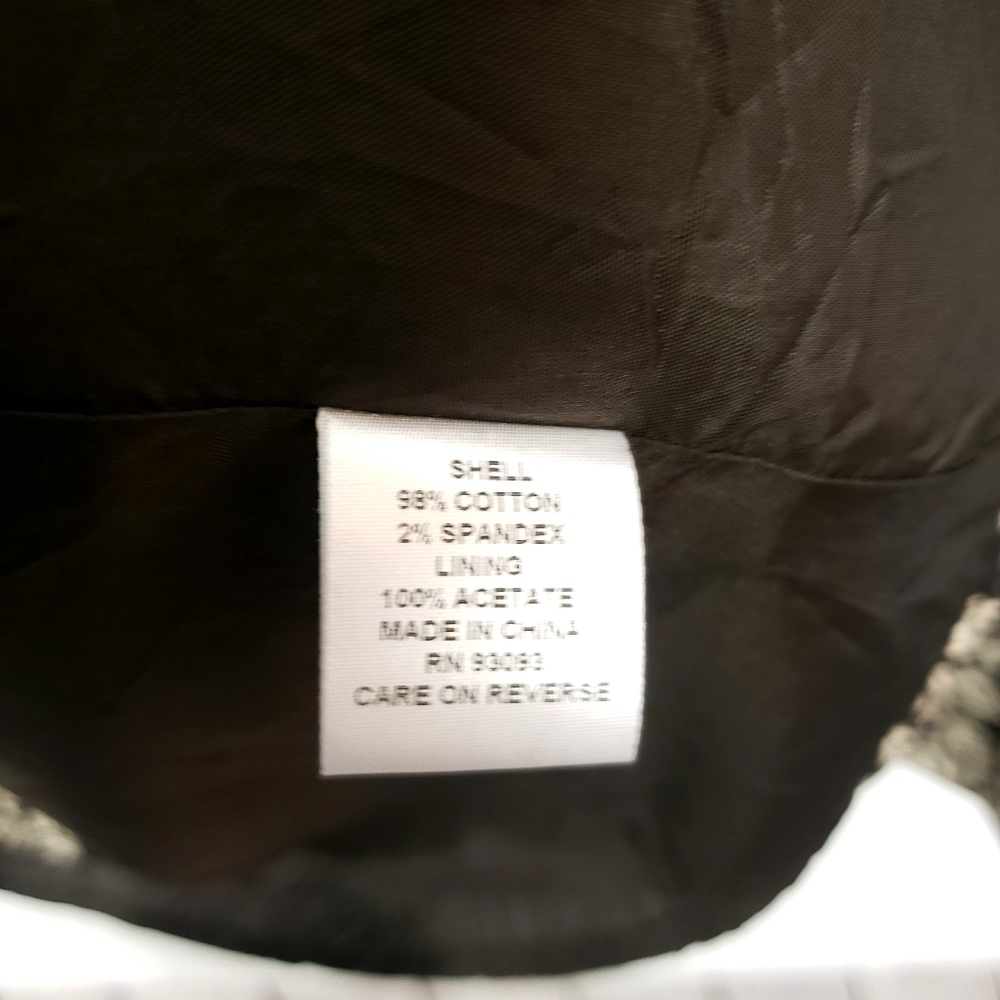 SHELL
98% COTTON
2% SPANDEX
LINING
100% ACETATE
MADE IN CHINA
RN 93093
CARE ON REVERSE